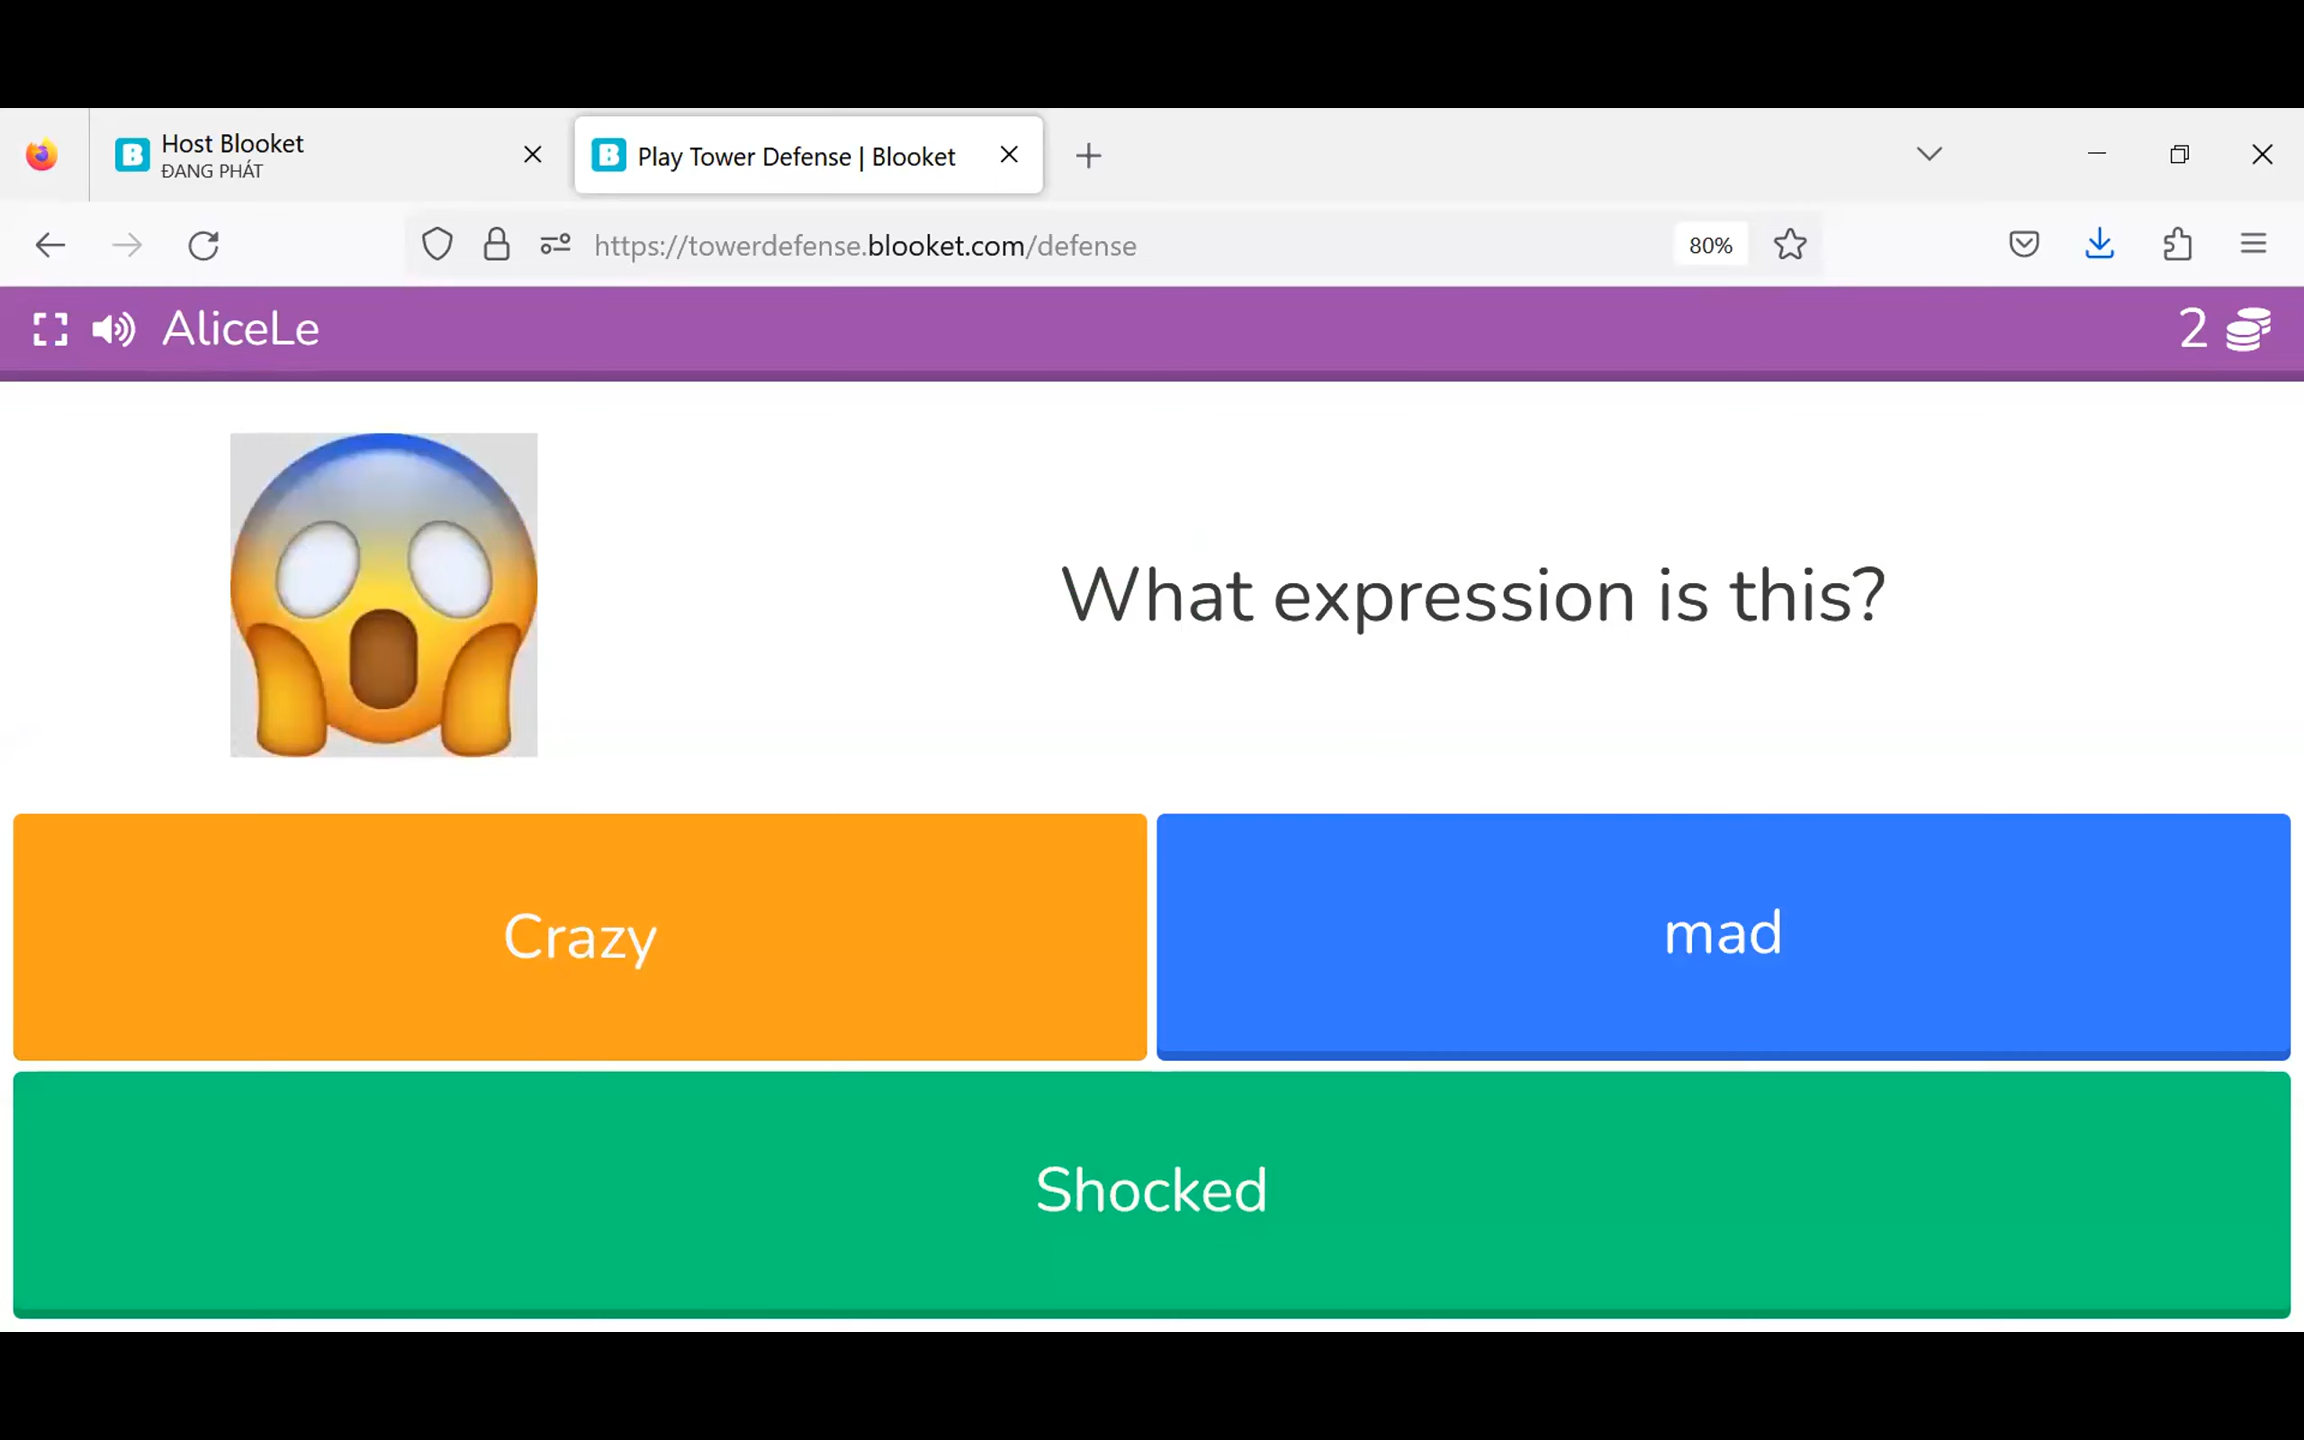 Host Blooket
ĐANG PHÁT
Play Tower Defense | Blooket
https://towerdefense.blooket.com/defense
80%
AliceLe
2
What expression is this?
Crazy
mad
Shocked